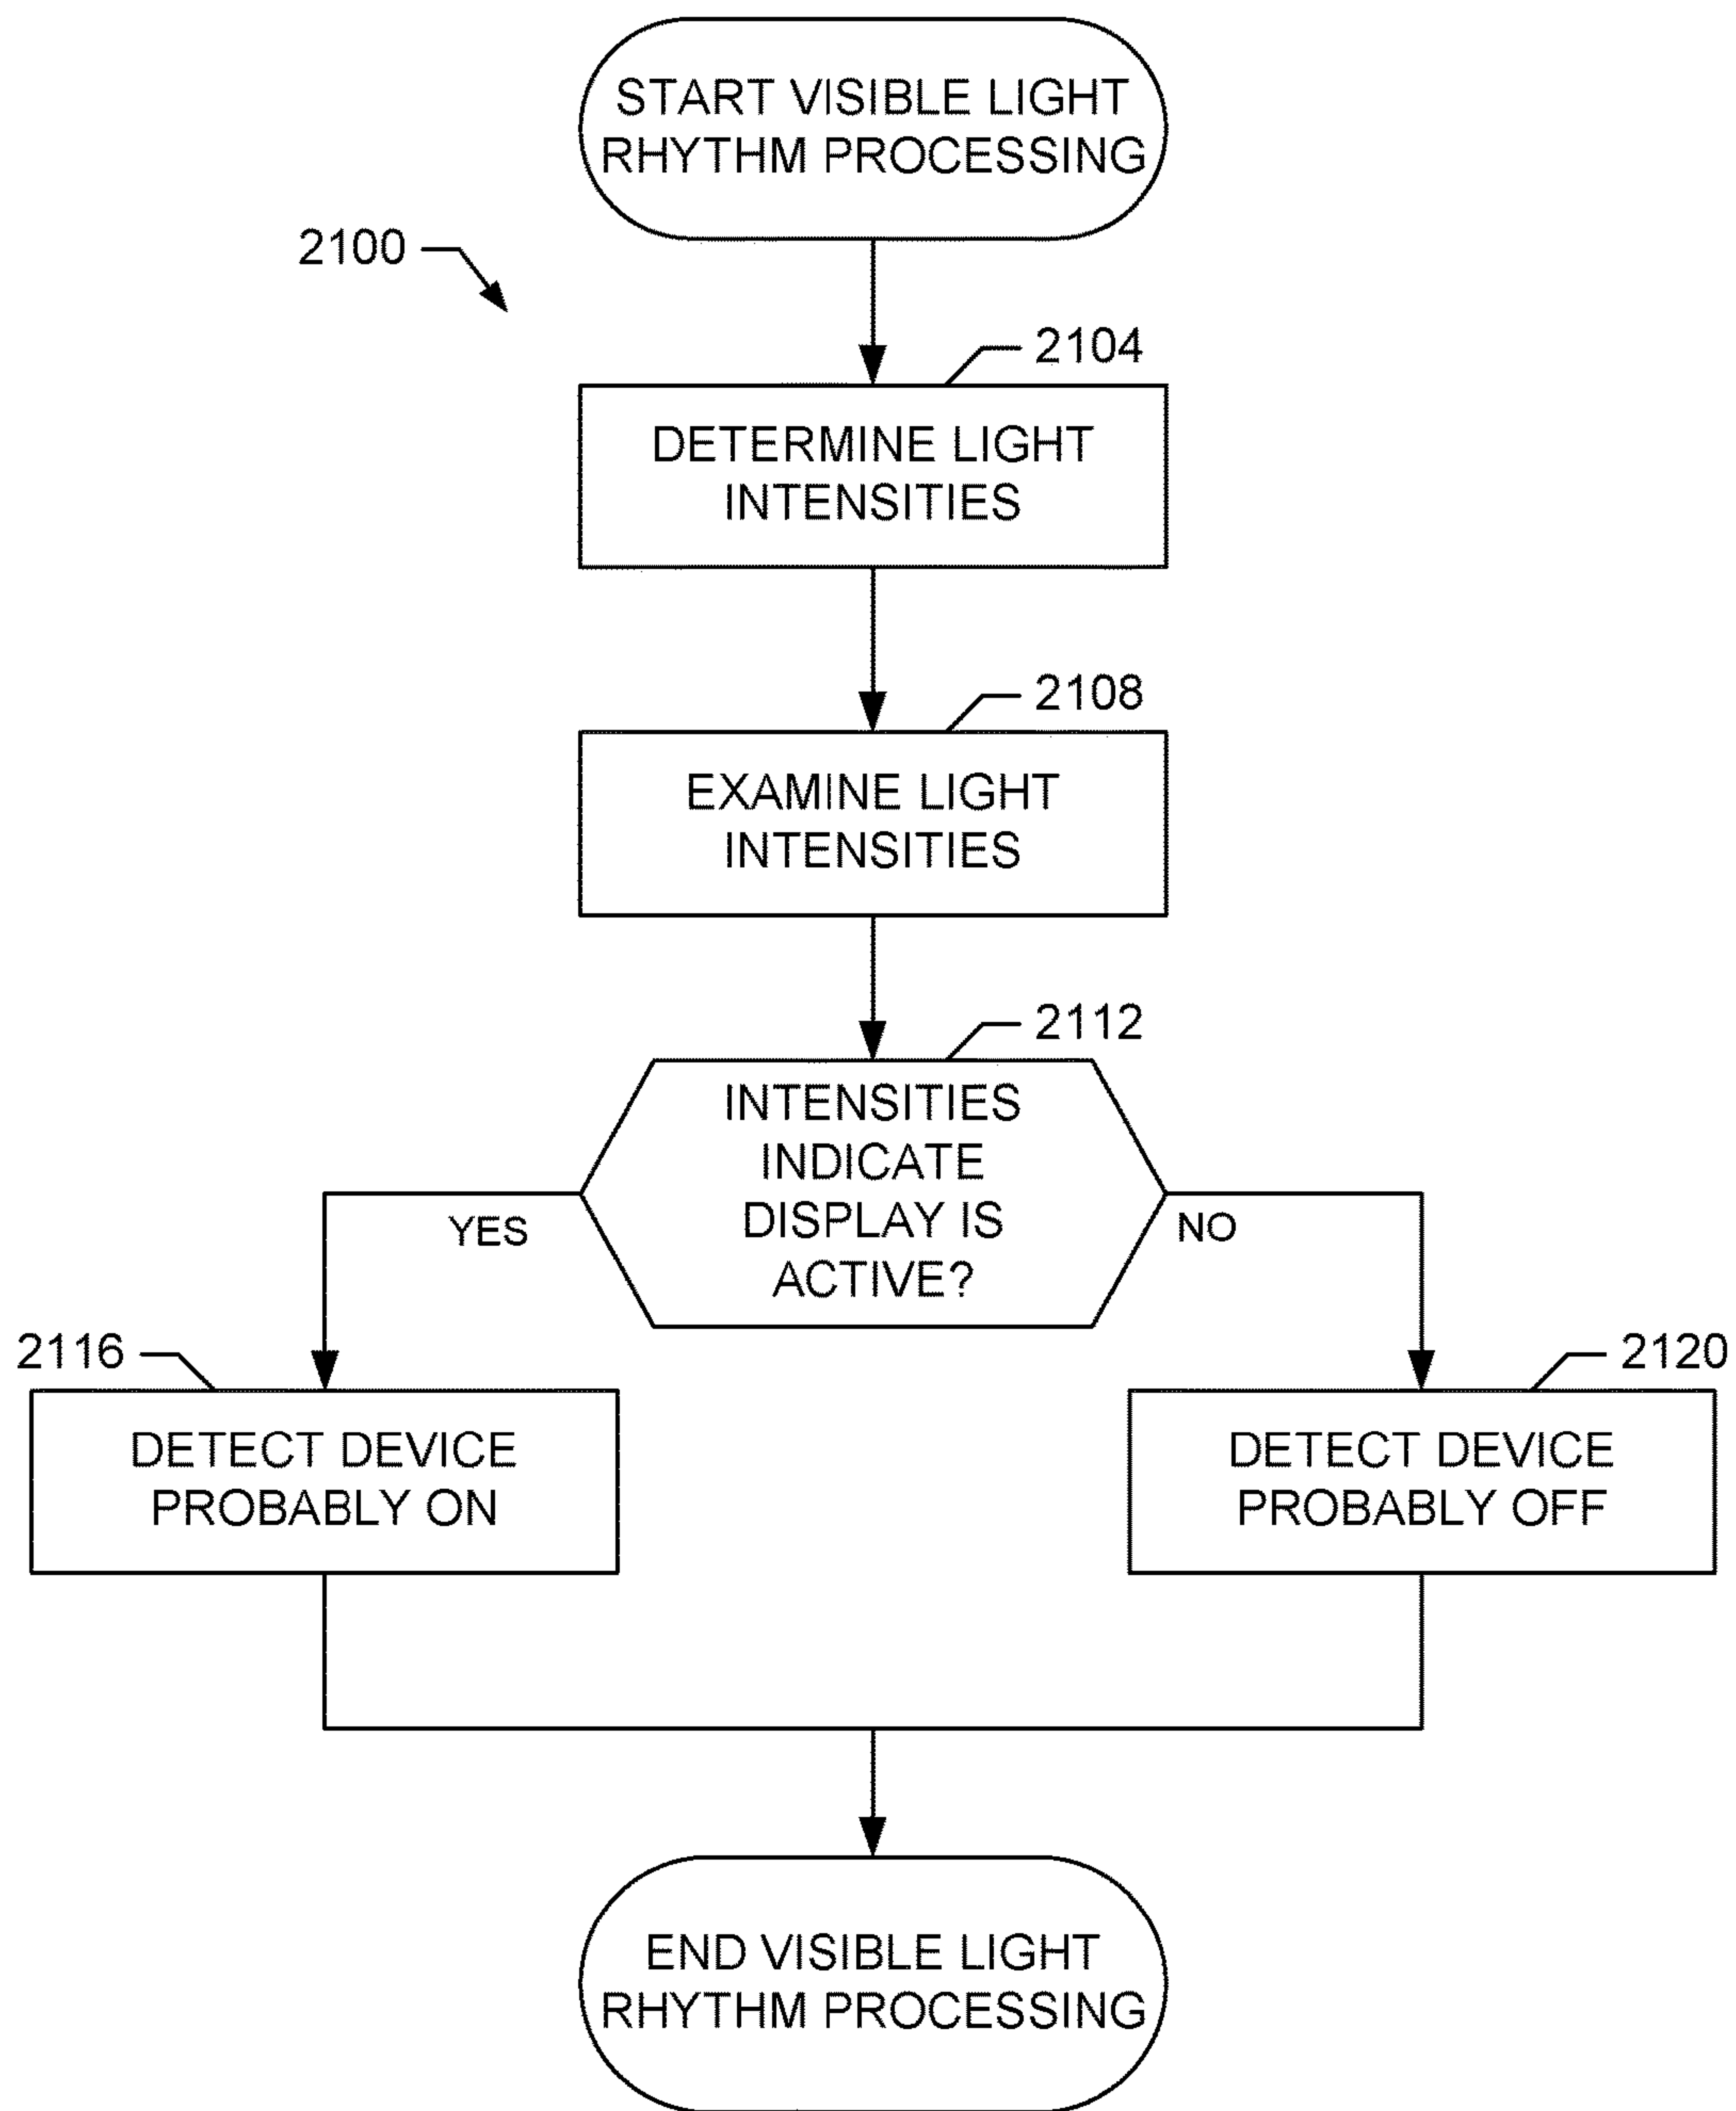 START VISIBLE LIGHT
RHYTHM PROCESSING
2100
2104
DETERMINE LIGHT
INTENSITIES
2108
EXAMINE LIGHT
INTENSITIES
2112
INTENSITIES
INDICATE
DISPLAY IS
ACTIVE?
YES
NO
2116
DETECT DEVICE
PROBABLY ON
2120
DETECT DEVICE
PROBABLY OFF
END VISIBLE LIGHT
RHYTHM PROCESSING